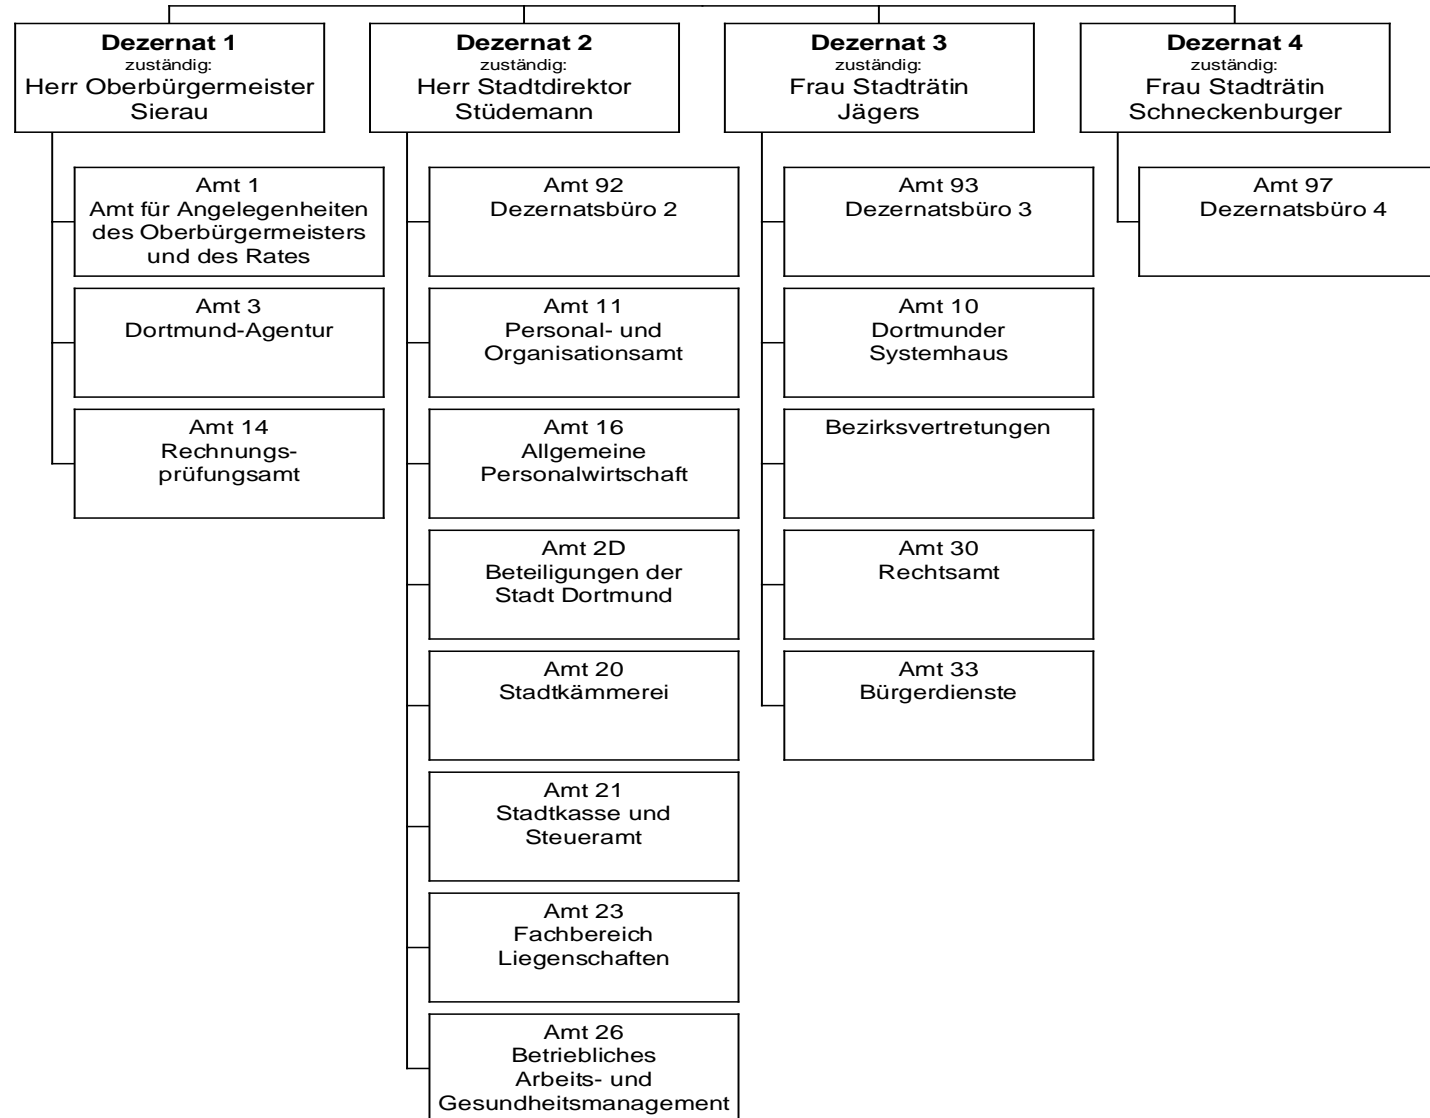 Dezernat 1
zuständig:
Herr Oberbürgermeister
Sierau
Amt 1
Amt für Angelegenheiten
des Oberbürgermeisters
und des Rates
Amt 3
Dortmund-Agentur
Amt 14
Rechnungs-
prüfungsamt
Dezernat 2
zuständig:
Herr Stadtdirektor
Stüdemann
Amt 92
Dezernatsbüro 2
Amt 11
Personal- und
Organisationsamt
Amt 16
Allgemeine
Personalwirtschaft
Amt 2D
Beteiligungen der
Stadt Dortmund
Amt 20
Stadtkämmerei
Amt 21
Stadtkasse und
Steueramt
Amt 23
Fachbereich
Liegenschaften
Amt 26
Betriebliches
Arbeits- und
Gesundheitsmanagement
Dezernat 3
zuständig:
Frau Stadträtin
Jägers
Amt 93
Dezernatsbüro 3
Amt 10
Dortmunder
Systemhaus
Bezirksvertretungen
Amt 30
Rechtsamt
Amt 33
Bürgerdienste
Dezernat 4
zuständig:
Frau Stadträtin
Schneckenburger
Amt 97
Dezernatsbüro 4